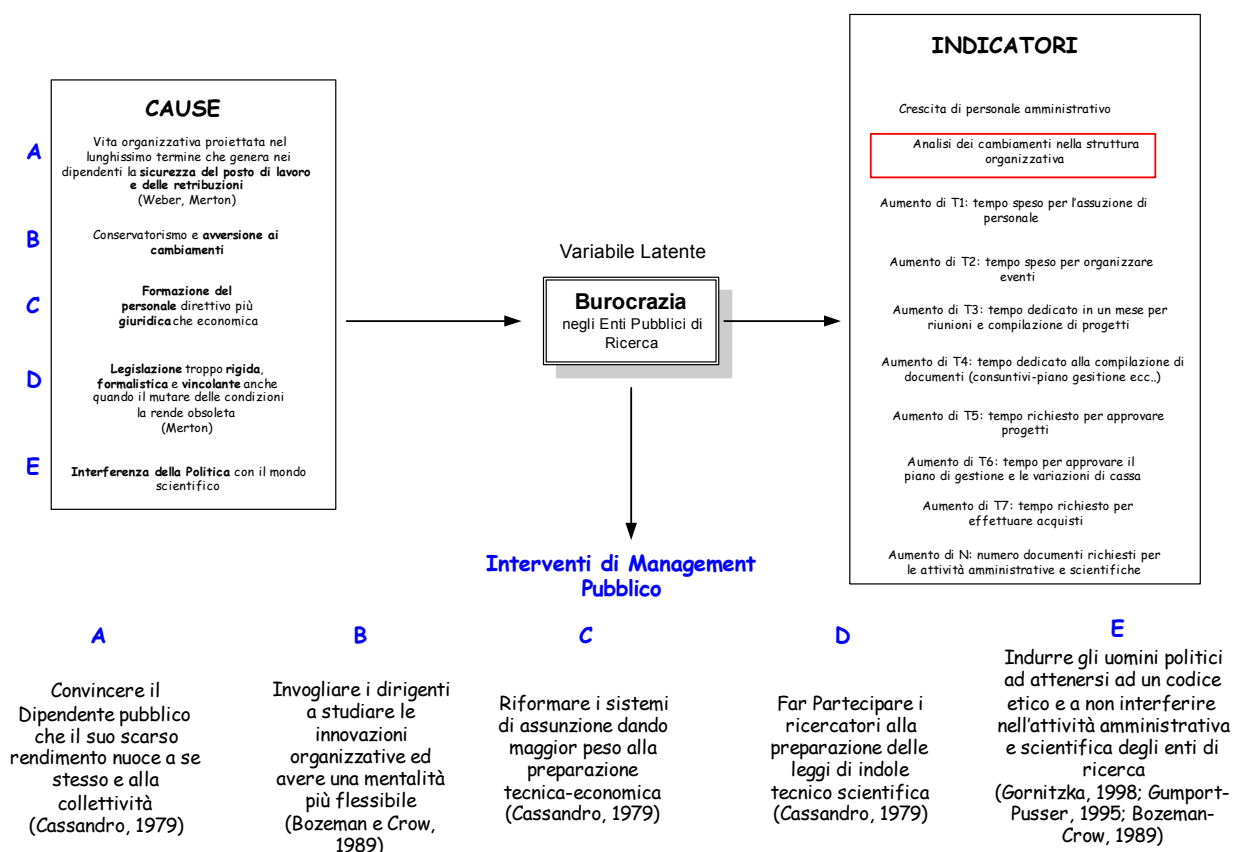 CAUSE
A
Vita organizzativa proiettata nel
lunghissimo termine che genera nei
dipendenti la sicurezza del posto di lavoro
e delle retribuzioni
(Weber, Merton)
B
Conservatorismo e avversione ai
cambiamenti
C
Formazione del
personale direttivo più
giuridica che economica
D
Legislazione troppo rigida,
formalistica e vincolante anche
quando il mutare delle condizioni
la rende obsoleta
(Merton)
E
Interferenza della Politica con il mondo
scientifico
Variabile Latente
Burocrazia
negli Enti Pubblici di
Ricerca
INDICATORI
Crescita di personale amministrativo
Analisi dei cambiamenti nella struttura
organizzativa
Aumento di T1: tempo speso per l'assuzione di
personale
Aumento di T2: tempo speso per organizzare
eventi
Aumento di T3: tempo dedicato in un mese per
riunioni e compilazione di progetti
Aumento di T4: tempo dedicato alla compilazione di
documenti (consuntivi-piano gesitione ecc..)
Aumento di T5: tempo richiesto per approvare
progetti
Aumento di T6: tempo per approvare il
piano di gestione e le variazioni di cassa
Aumento di T7: tempo richiesto per
effettuare acquisti
Aumento di N: numero documenti richiesti per
le attività amministrative e scientifiche
Interventi di Management
Pubblico
A
Convincere il
Dipendente pubblico
che il suo scarso
rendimento nuoce a se
stesso e alla
collettività
(Cassandro, 1979)
B
Invogliare i dirigenti
a studiare le
innovazioni
organizzative ed
avere una mentalità
più flessibile
(Bozeman e Crow,
1989)
C
Riformare i sistemi
di assunzione dando
maggior peso alla
preparazione
tecnica-economica
(Cassandro, 1979)
D
Far Partecipare i
ricercatori alla
preparazione delle
leggi di indole
tecnico scientifica
(Cassandro, 1979)
E
Indurre gli uomini politici
ad attenersi ad un codice
etico e a non interferire
nell'attività amministrativa
e scientifica degli enti di
ricerca
(Gornitzka, 1998; Gumport-
Pusser, 1995; Bozeman-
Crow, 1989)